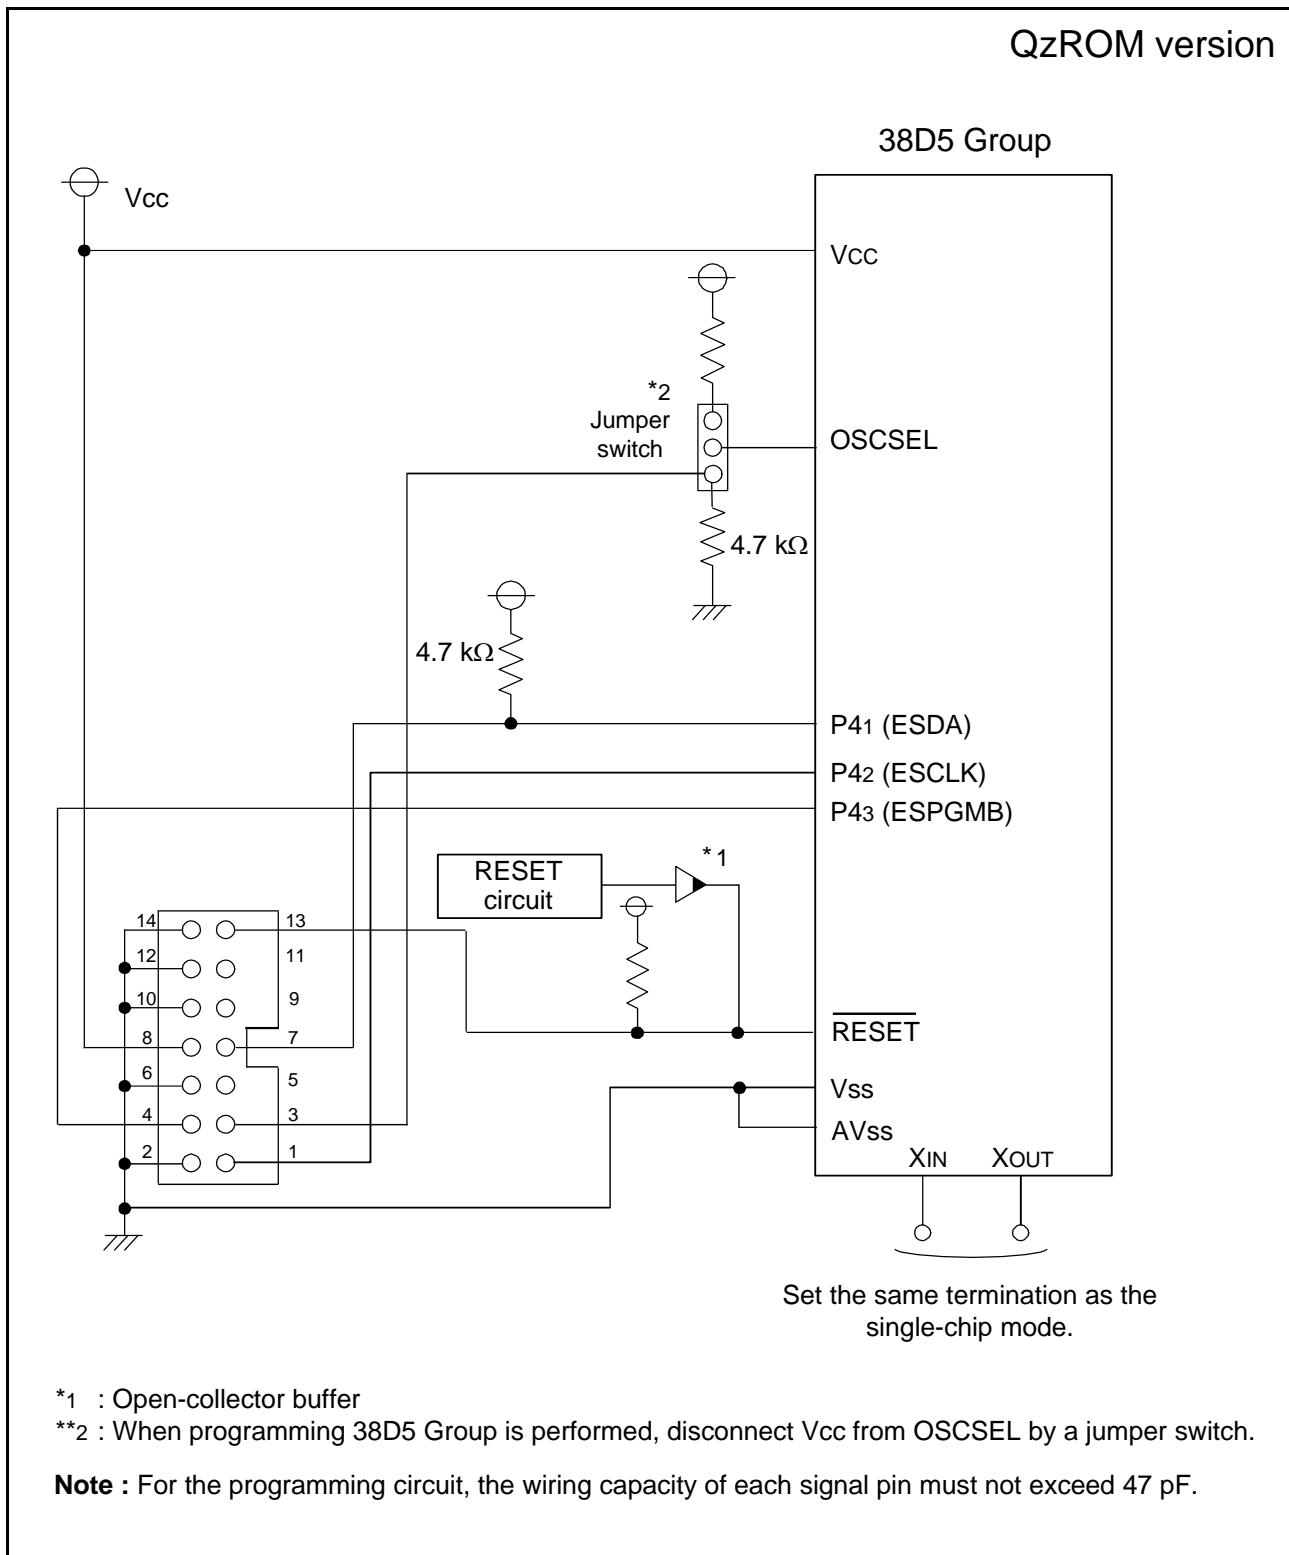 QzROM version
38D5 Group
Vcc
VCC
*2
Jumper
switch
OSCSEL
4.7 kΩ
4.7 kΩ
P41 (ESDA)
P42 (ESCLK)
P43 (ESPGMB)
RESET
circuit
*1
14 13
12 11
10 9
8 7
6 5
4 3
2 1
RESET
Vss
AVss
XIN XOUT
Set the same termination as the
single-chip mode.
*1 : Open-collector buffer
**2 : When programming 38D5 Group is performed, disconnect Vcc from OSCSEL by a jumper switch.
Note : For the programming circuit, the wiring capacity of each signal pin must not exceed 47 pF.